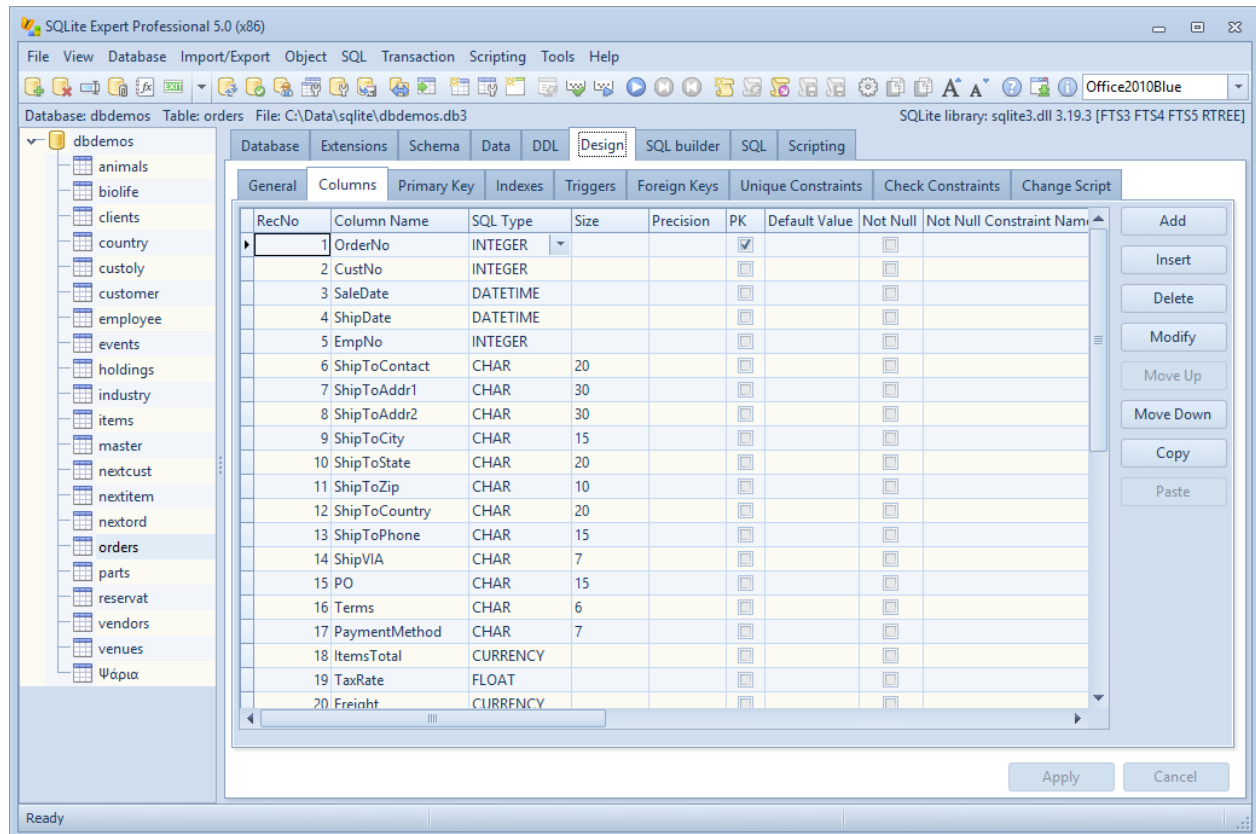 SQLite Expert Professional 5.0 (x86)
File View Database Import/Export Object SQL Transaction Scripting Tools Help
Office2010Blue
Database: dbdemos Table: orders File: C:\Data\sqlite\dbdemos.db3 SQLite library: sqlite3.dll 3.19.3 [FTS3 FTS4 FTS5 RTREE]
dbdemos
animals
biolife
clients
country
custoly
customer
employee
events
holdings
industry
items
master
nextcust
nextitem
nextord
orders
parts
reservat
vendors
venues
Ψάρια
Database Extensions Schema Data DDL Design SQL builder SQL Scripting
General Columns Primary Key Indexes Triggers Foreign Keys Unique Constraints Check Constraints Change Script
RecNo Column Name SQL Type Size Precision PK Default Value Not Null Not Null Constraint Name
1 OrderNo INTEGER
2 CustNo INTEGER
3 SaleDate DATETIME
4 ShipDate DATETIME
5 EmpNo INTEGER
6 ShipToContact CHAR 20
7 ShipToAddr1 CHAR 30
8 ShipToAddr2 CHAR 30
9 ShipToCity CHAR 15
10 ShipToState CHAR 20
11 ShipToZip CHAR 10
12 ShipToCountry CHAR 20
13 ShipToPhone CHAR 15
14 ShipVIA CHAR 7
15 PO CHAR 15
16 Terms CHAR 6
17 PaymentMethod CHAR 7
18 ItemsTotal CURRENCY
19 TaxRate FLOAT
20 Freight CURRENCY
Add
Insert
Delete
Modify
Move Up
Move Down
Copy
Paste
Apply Cancel
Ready